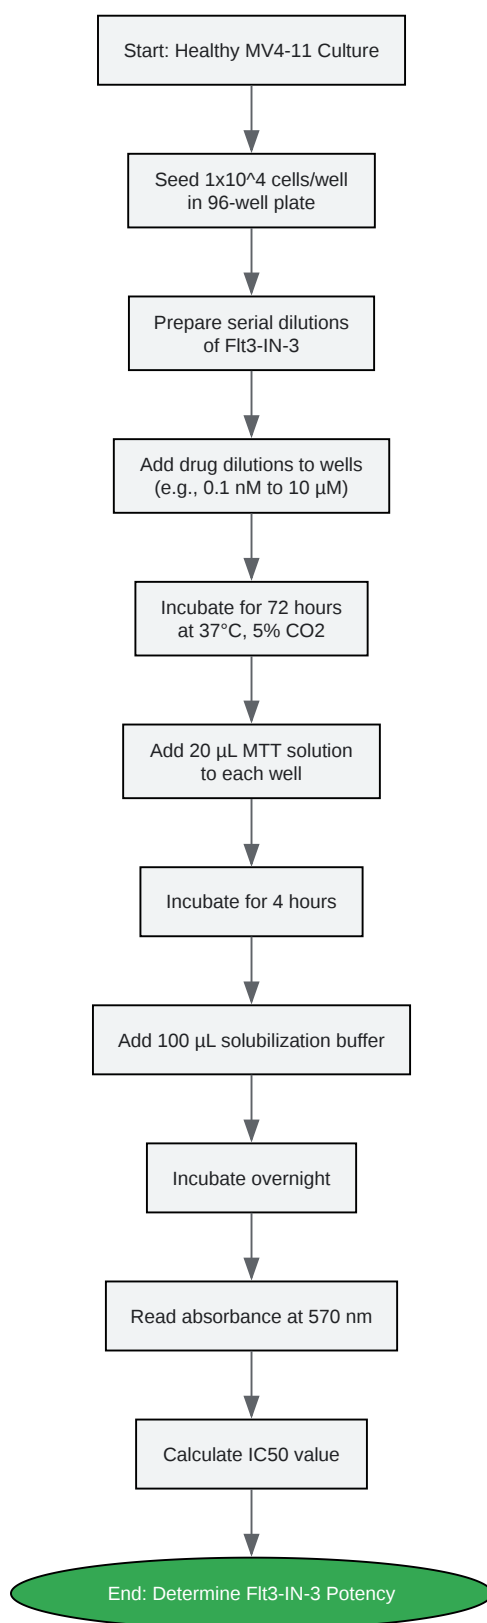 Start: Healthy MV4-11 Culture
Seed 1x10^4 cells/well
in 96-well plate
Prepare serial dilutions
of Flt3-IN-3
Add drug dilutions to wells
(e.g., 0.1 nM to 10 µM)
Incubate for 72 hours
at 37°C, 5% CO2
Add 20 µL MTT solution
to each well
Incubate for 4 hours
Add 100 µL solubilization buffer
Incubate overnight
Read absorbance at 570 nm
Calculate IC50 value
End: Determine Flt3-IN-3 Potency